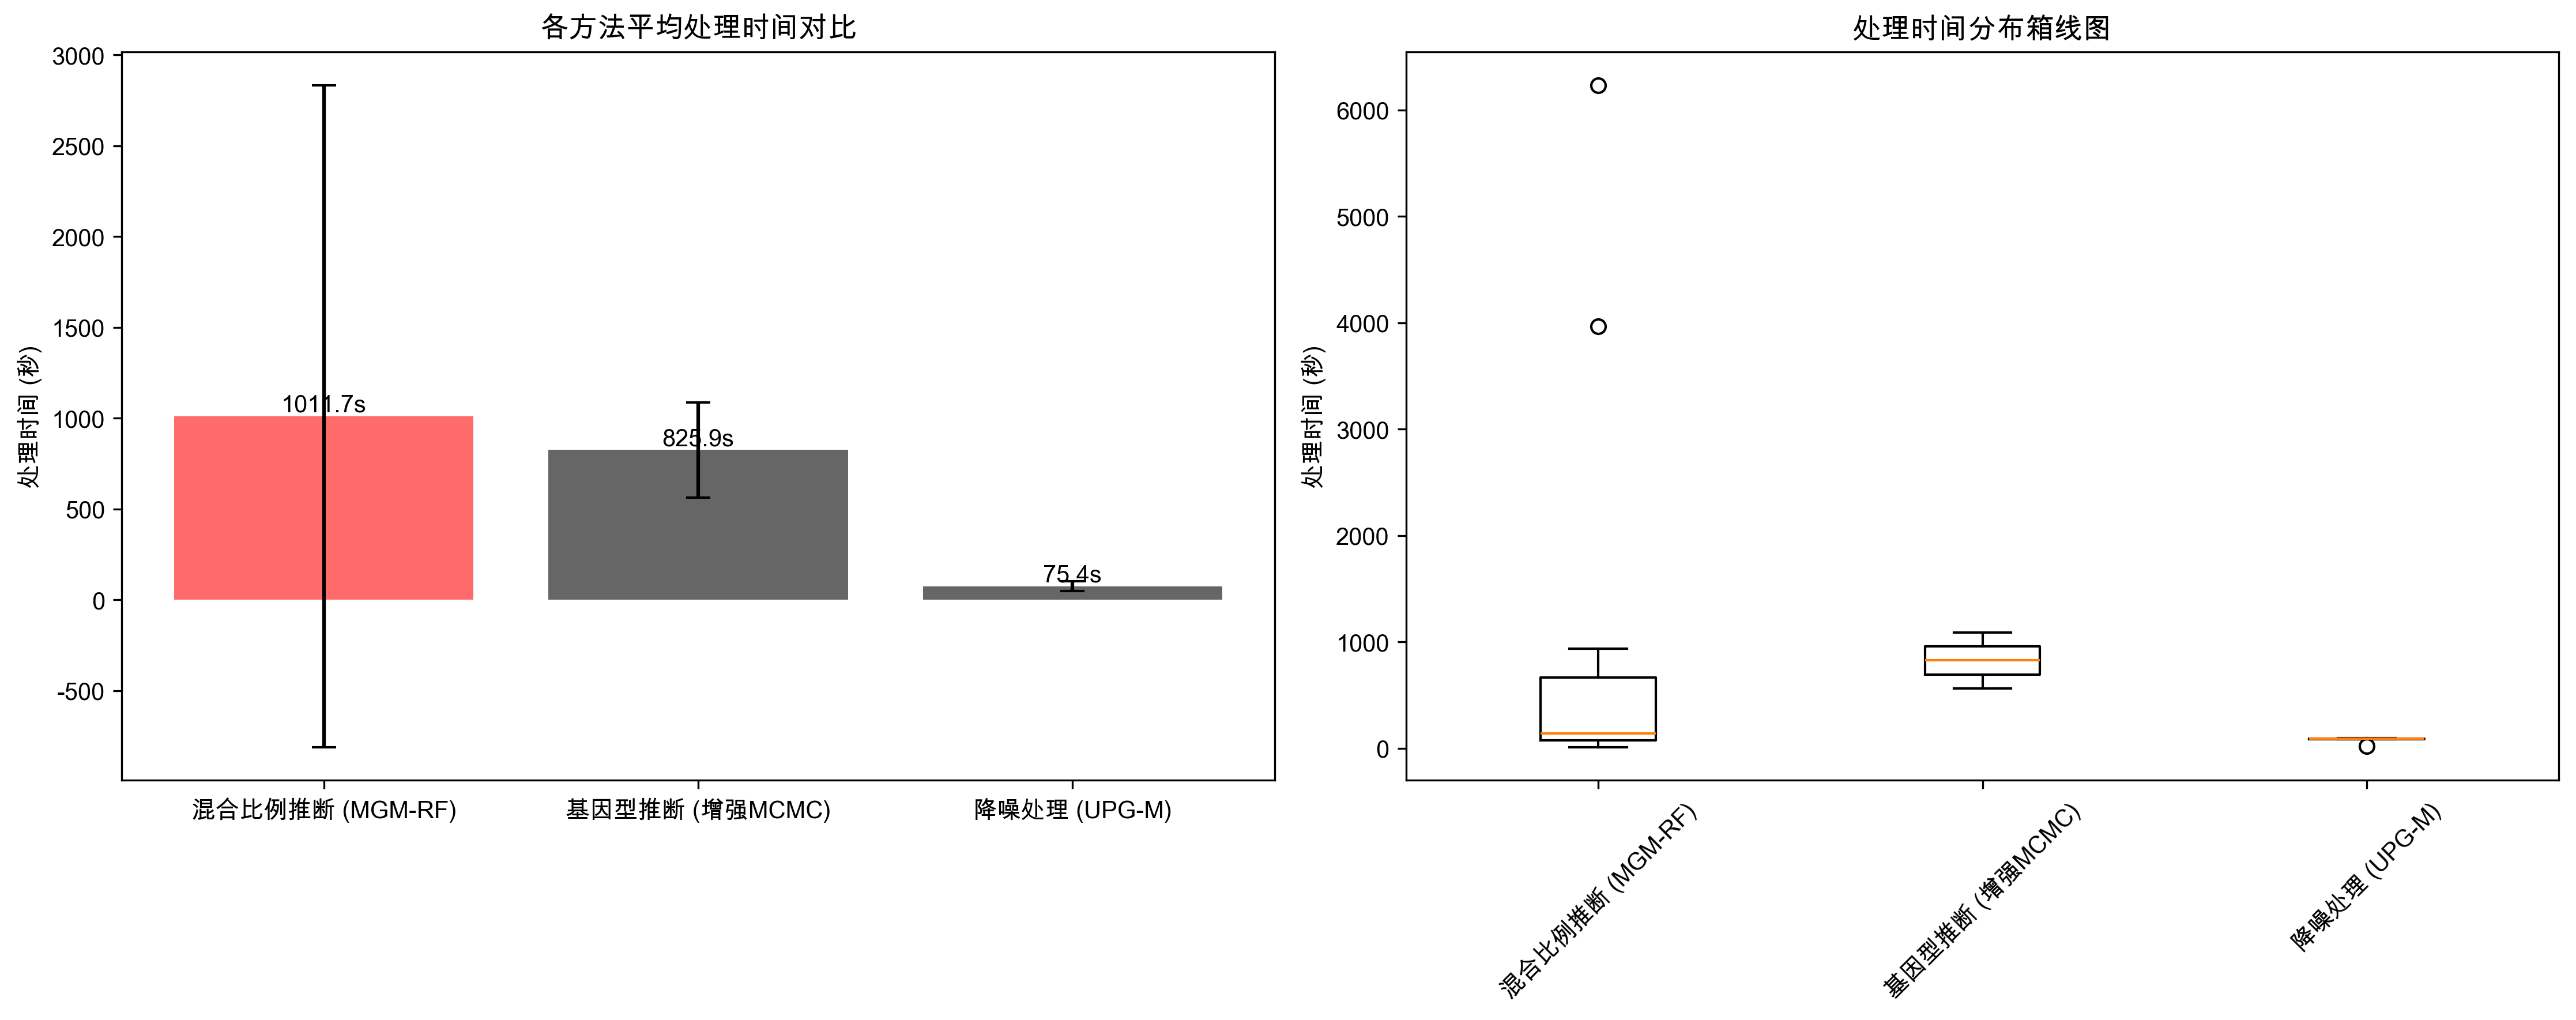 各方法平均处理时间对比
处理时间 (秒)
3000
2500
2000
1500
1000
500
0
-500
1011.7s
825.9s
75.4s
混合比例推断 (MGM-RF)
基因型推断 (增强MCMC)
降噪处理 (UPG-M)
处理时间分布箱线图
处理时间 (秒)
6000
5000
4000
3000
2000
1000
0
混合比例推断 (MGM-RF)
基因型推断 (增强MCMC)
降噪处理 (UPG-M)